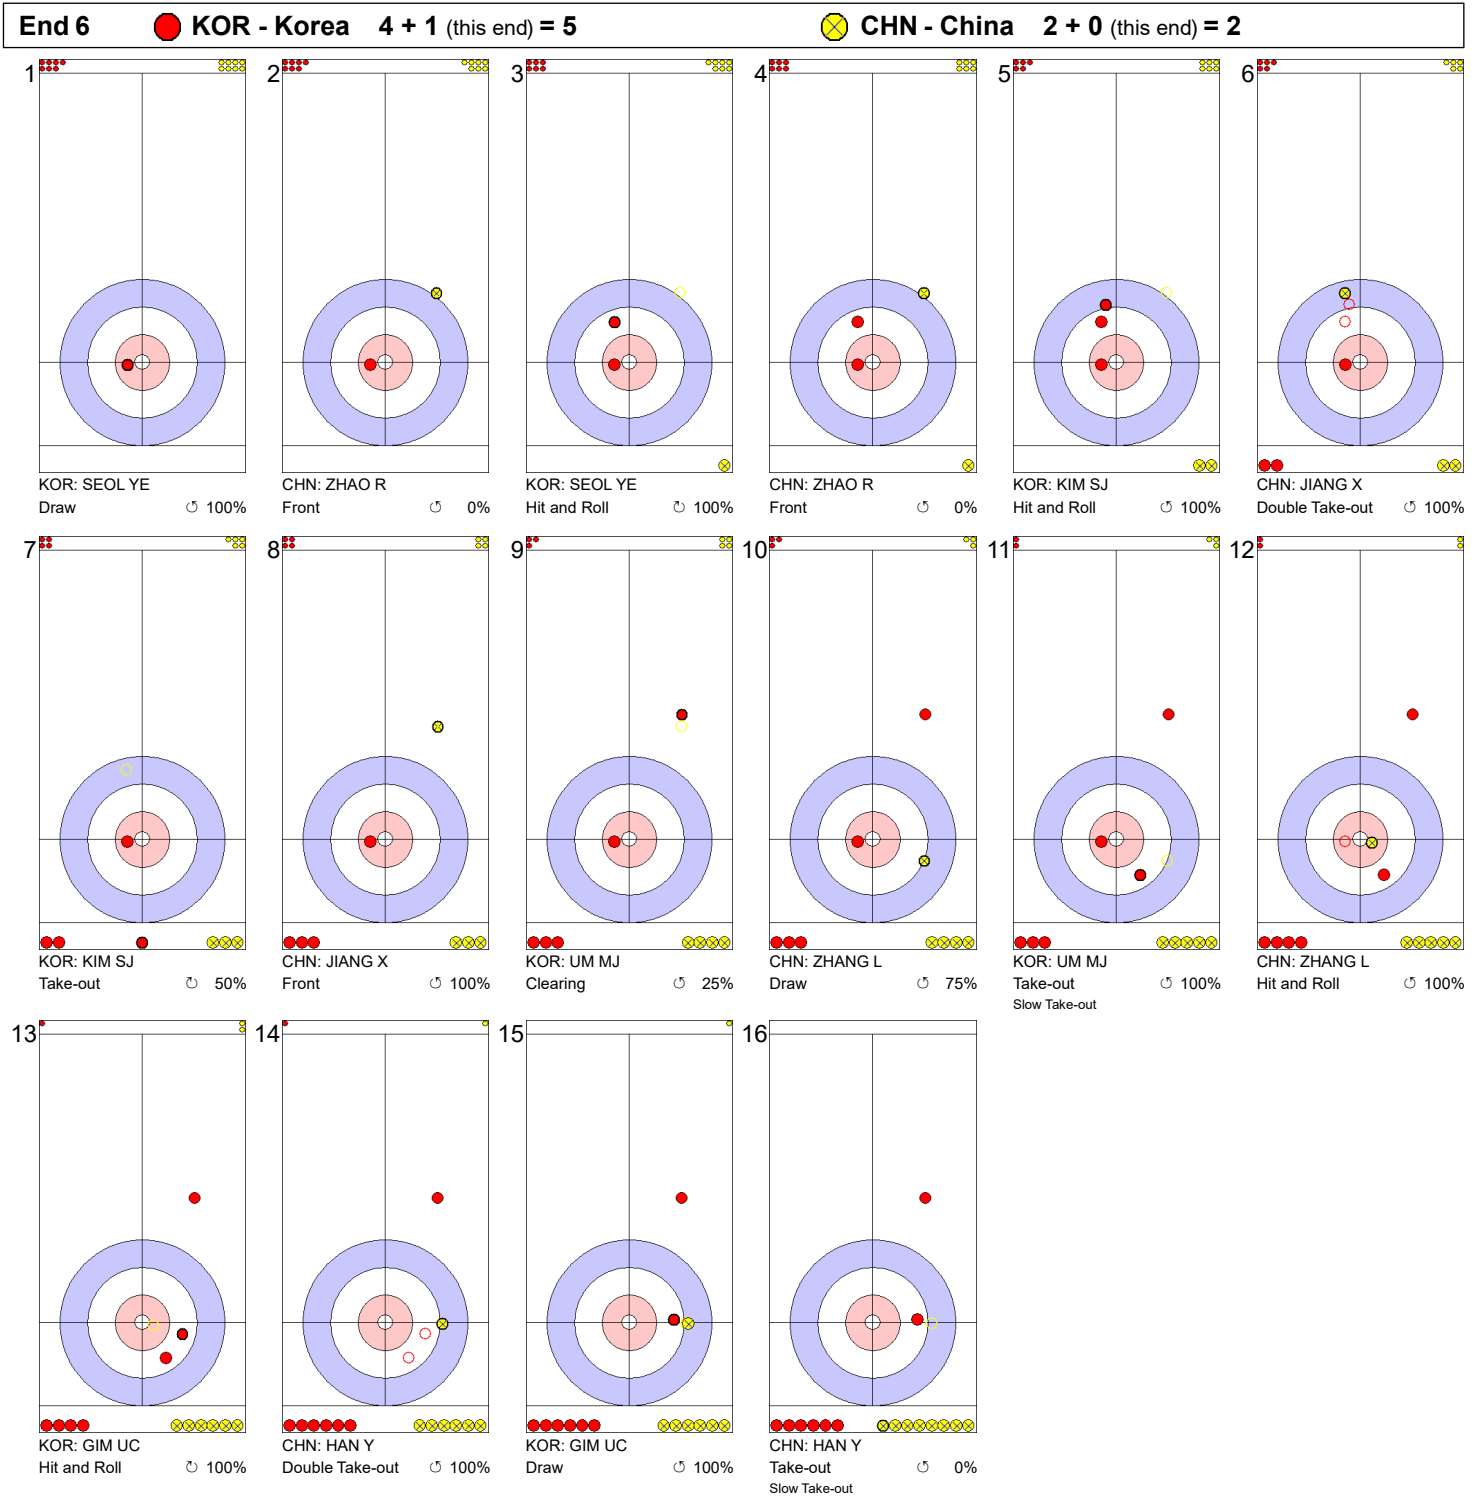 End 6 KOR - Korea 4 + 1 (this end) = 5 CHN - China 2 + 0 (this end) = 2
1
KOR: SEOL YE
Draw ↻ 100%
2
CHN: ZHAO R
Front ↺ 0%
3
KOR: SEOL YE
Hit and Roll ↻ 100%
4
CHN: ZHAO R
Front ↺ 0%
5
KOR: KIM SJ
Hit and Roll ↻ 100%
6
CHN: JIANG X
Double Take-out ↺ 100%
7
KOR: KIM SJ
Take-out ↻ 50%
8
CHN: JIANG X
Front ↺ 100%
9
KOR: UM MJ
Clearing ↺ 25%
10
CHN: ZHANG L
Draw ↺ 75%
11
KOR: UM MJ
Take-out ↺ 100%
Slow Take-out
12
CHN: ZHANG L
Hit and Roll ↺ 100%
13
KOR: GIM UC
Hit and Roll ↻ 100%
14
CHN: HAN Y
Double Take-out ↺ 100%
15
KOR: GIM UC
Draw ↺ 100%
16
CHN: HAN Y
Take-out ↺ 0%
Slow Take-out